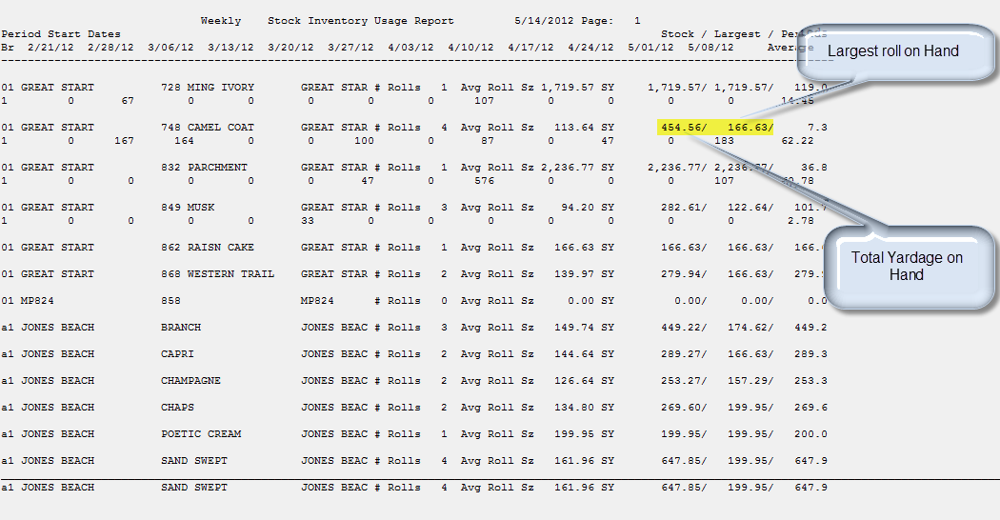 Weekly Stock Inventory Usage Report 5/14/2012 Page: 1
Period Start Dates Stock / Largest / Periods
Br 2/21/12 2/28/12 3/06/12 3/13/12 3/20/12 3/27/12 4/03/12 4/10/12 4/17/12 4/24/12 5/01/12 5/08/12 Average
Largest roll on Hand
01 GREAT START 728 MING IVORY GREAT STAR # Rolls 1 Avg Roll Sz 1,719.57 SY 1,719.57/ 1,719.57/ 119.0
1 0 67 0 0 0 0 107 0 0 0 0 14.45
01 GREAT START 748 CAMEL COAT GREAT STAR # Rolls 4 Avg Roll Sz 113.64 SY 454.56/ 166.63/ 7.3
1 0 167 164 0 0 100 0 87 0 47 0 183 62.22
01 GREAT START 832 PARCHMENT GREAT STAR # Rolls 1 Avg Roll Sz 2,236.77 SY 2,236.77/ 2,236.77/ 36.8
1 0 0 0 0 0 47 0 576 0 0 0 107 .78
01 GREAT START 849 MUSK GREAT STAR # Rolls 3 Avg Roll Sz 94.20 SY 282.61/ 122.64/ 101.7
1 0 0 0 0 33 0 0 0 0 0 0 0 2.78
01 GREAT START 862 RAISN CAKE GREAT STAR # Rolls 1 Avg Roll Sz 166.63 SY 166.63/ 166.63/ 166.
Total Yardage on
Hand
01 GREAT START 868 WESTERN TRAIL GREAT STAR # Rolls 2 Avg Roll Sz 139.97 SY 279.94/ 166.63/ 279.
01 MP824 858 MP824 # Rolls 0 Avg Roll Sz 0.00 SY 0.00/ 0.00/ 0.0
a1 JONES BEACH BRANCH JONES BEAC # Rolls 3 Avg Roll Sz 149.74 SY 449.22/ 174.62/ 449.2
a1 JONES BEACH CAPRI JONES BEAC # Rolls 2 Avg Roll Sz 144.64 SY 289.27/ 166.63/ 289.3
a1 JONES BEACH CHAMPAGNE JONES BEAC # Rolls 2 Avg Roll Sz 126.64 SY 253.27/ 157.29/ 253.3
a1 JONES BEACH CHAPS JONES BEAC # Rolls 2 Avg Roll Sz 134.80 SY 269.60/ 199.95/ 269.6
a1 JONES BEACH POETIC CREAM JONES BEAC # Rolls 1 Avg Roll Sz 199.95 SY 199.95/ 199.95/ 200.0
a1 JONES BEACH SAND SWEPT JONES BEAC # Rolls 4 Avg Roll Sz 161.96 SY 647.85/ 199.95/ 647.9
a1 JONES BEACH SAND SWEPT JONES BEAC # Rolls 4 Avg Roll Sz 161.96 SY 647.85/ 199.95/ 647.9